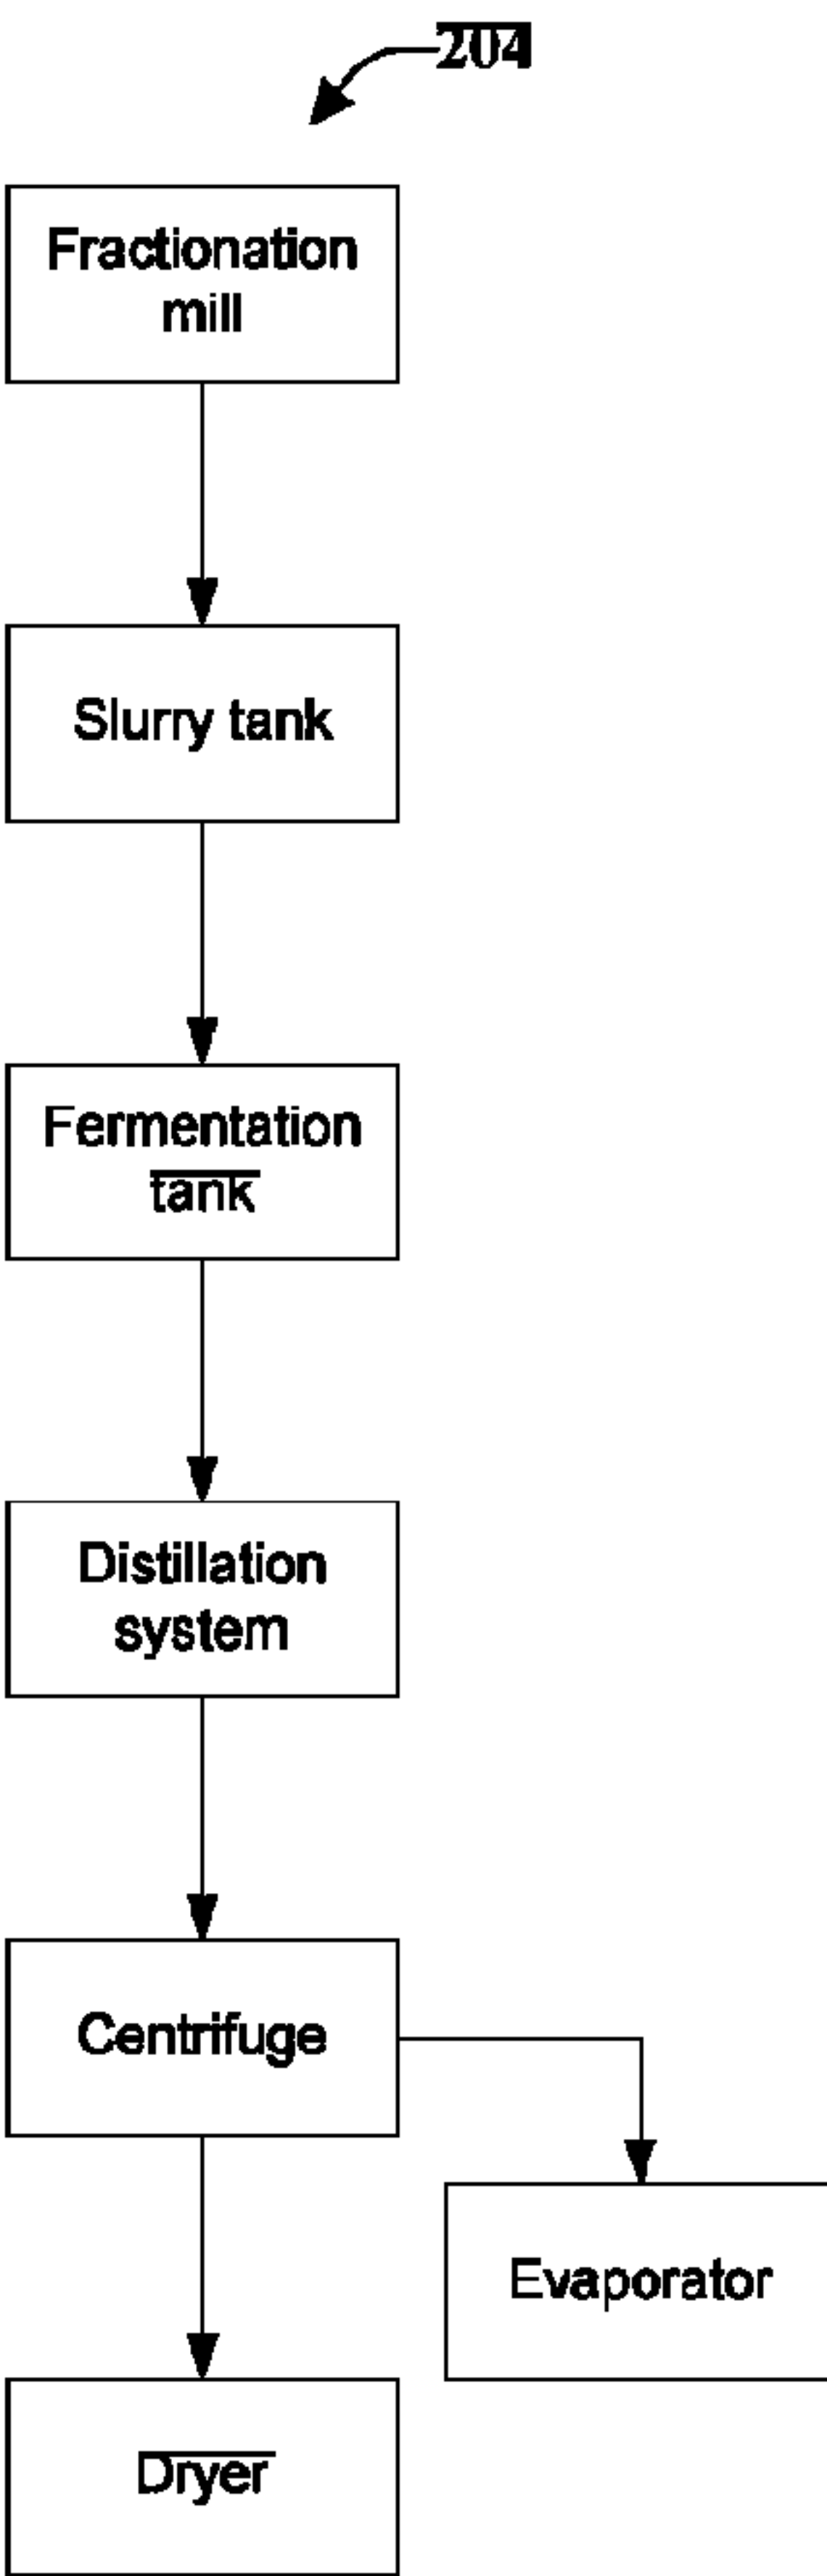 204
Fractionation
mill
Slurry tank
Fermentation
tank
Distillation
system
Centrifuge
Evaporator
Dryer